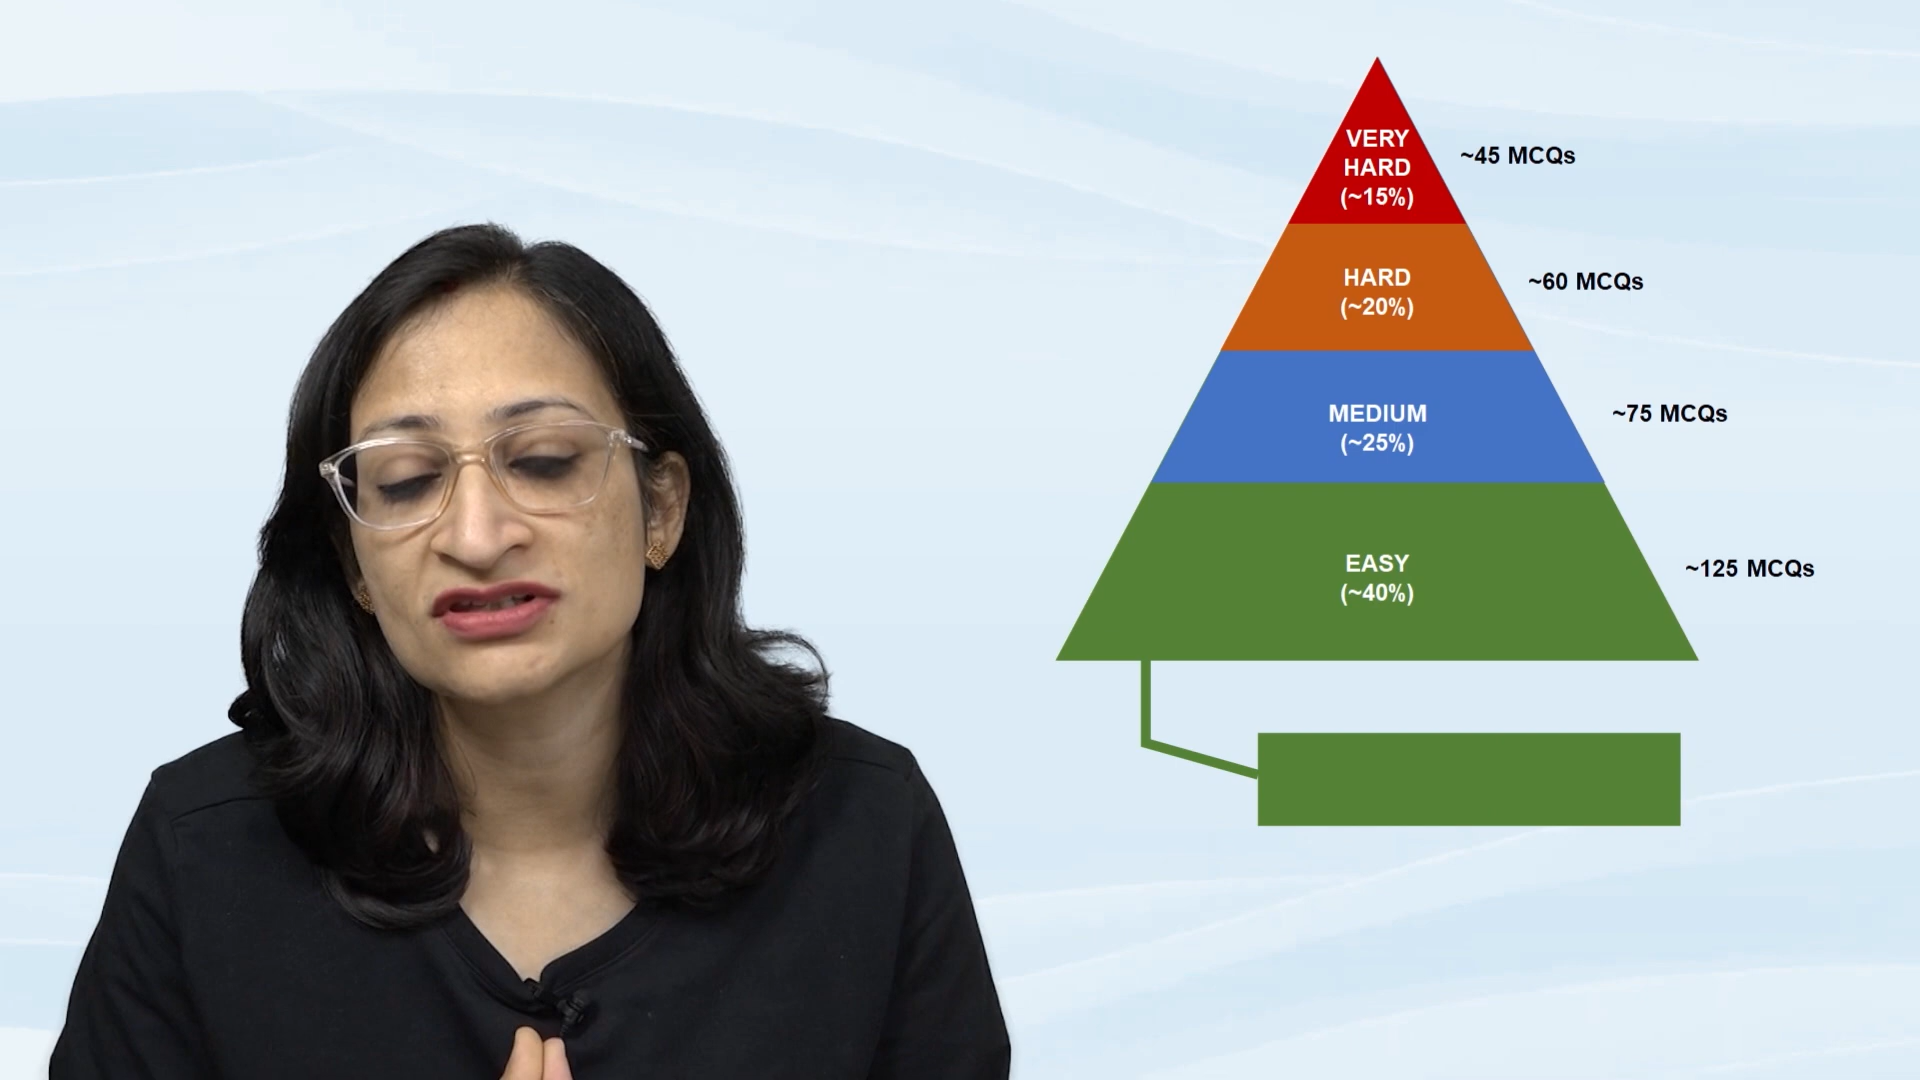 VERY
HARD
(~15%)
~45 MCQs
HARD
(~20%)
~60 MCQs
MEDIUM
(~25%)
~75 MCQs
EASY
(~40%)
~125 MCQs